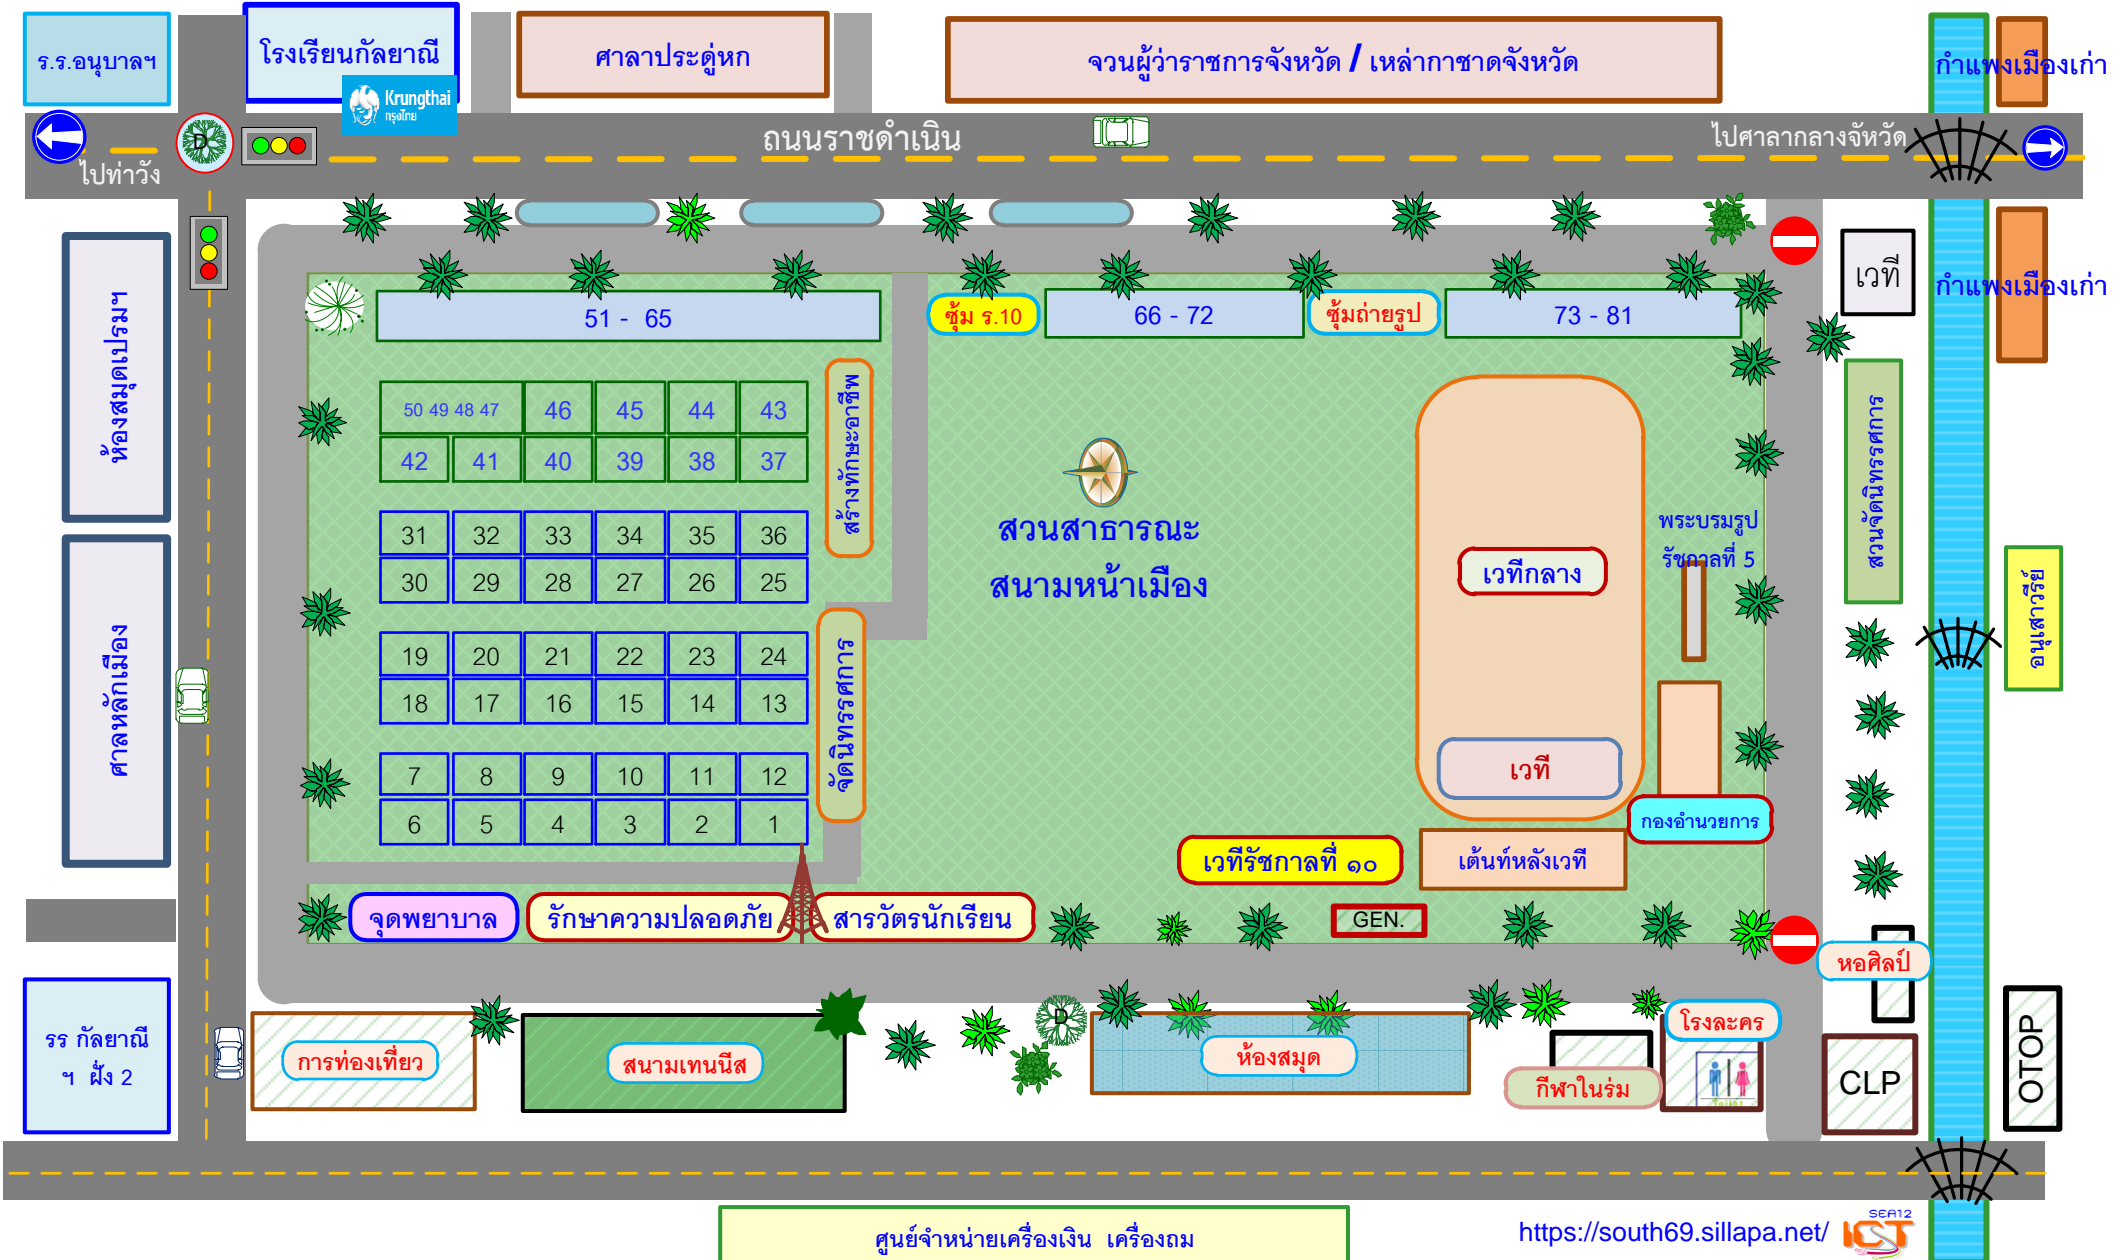 ร.ร.อนุบาลฯ
โรงเรียนกัลยาณี
Krungthai
กรุงไทย
ศาลาประดู่หก
จวนผู้ว่าราชการจังหวัด / เหล่ากาชาดจังหวัด
กำแพงเมืองเก่า
D
ถนนราชดำเนิน
ไปศาลากลางจังหวัด
ไปท่าวัง
ห้องสมุดเปรมฯ
ศาลหลักเมือง
51 - 65
ซุ้ม ร.10
66 - 72
ซุ้มถ่ายรูป
73 - 81
เวที
กำแพงเมืองเก่า
50 49 48 47
46
45
44
43
42
41
40
39
38
37
สร้างทักษะอาชีพ
31
32
33
34
35
36
30
29
28
27
26
25
19
20
21
22
23
24
18
17
16
15
14
13
จัดนิทรรศการ
7
8
9
10
11
12
6
5
4
3
2
1
สวนสาธารณะ
สนามหน้าเมือง
เวทีกลาง
พระบรมรูป
รัชกาลที่ 5
สวนจัดนิทรรศการ
อนุเสาวรีย์
เวที
กองอำนวยการ
เวทีรัชกาลที่ ๑๐
เต้นท์หลังเวที
จุดพยาบาล
รักษาความปลอดภัย
สารวัตรนักเรียน
GEN.
หอศิลป์
รร กัลยาณี
ฯ ฝั่ง 2
การท่องเที่ยว
สนามเทนนีส
D
ห้องสมุด
กีฬาในร่ม
โรงละคร
Toilet
CLP
OTOP
ศูนย์จำหน่ายเครื่องเงิน เครื่องถม
https://south69.sillapa.net/
SEA12
ICT